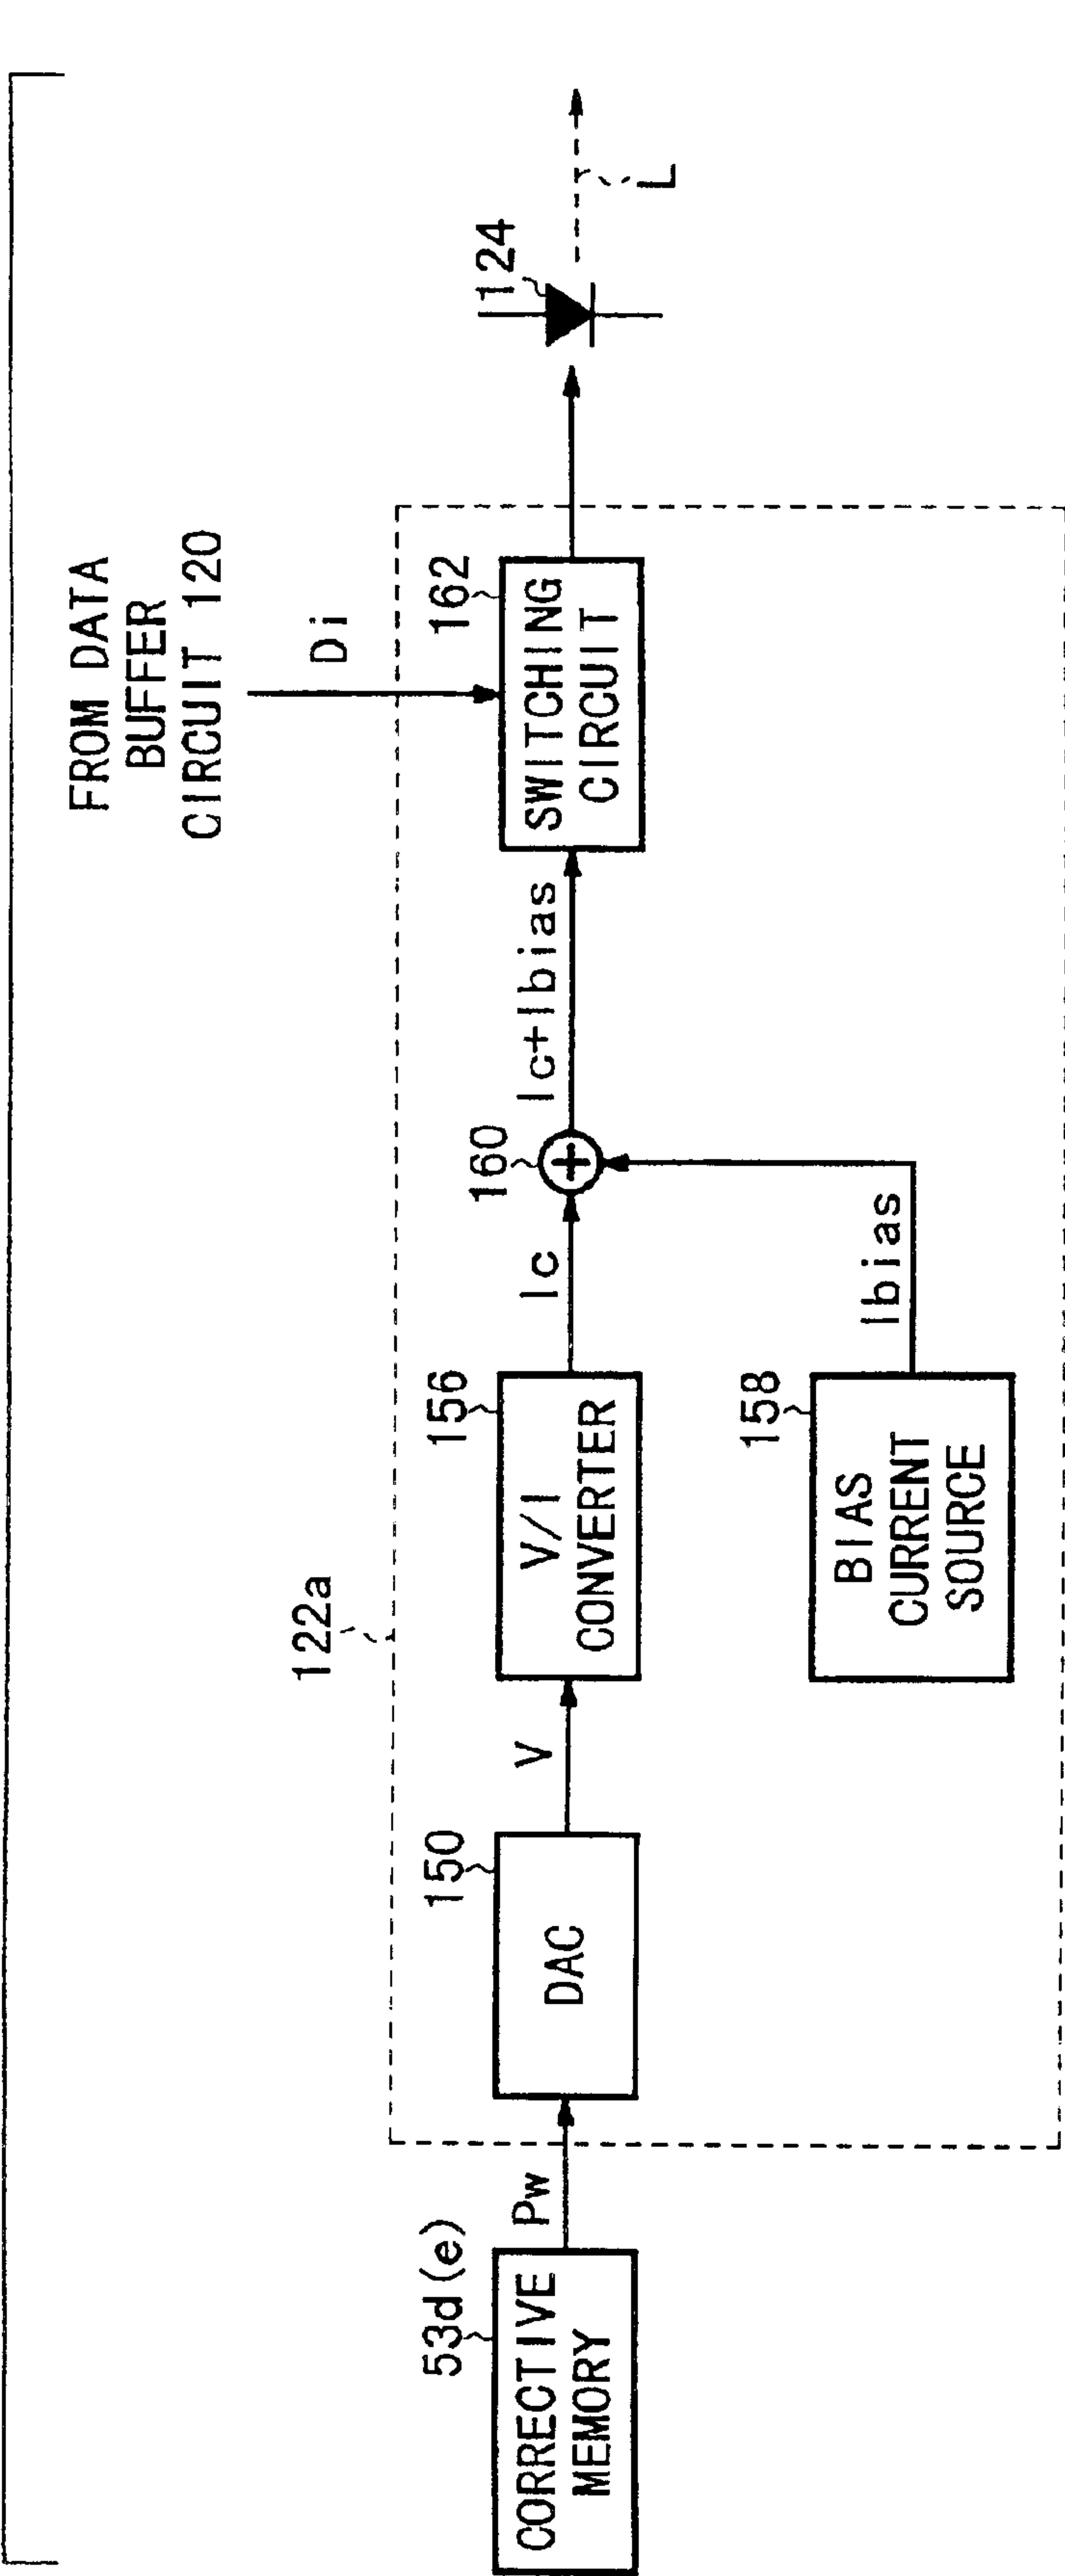 FROM DATA
BUFFER
CIRCUIT 120
Di
122a
53d(e)
CORRECTIVE
MEMORY
Pw
150
DAC
V
156
V/I
CONVERTER
Ic
160
+
Ic+Ibias
162
SWITCHING
CIRCUIT
124
L
158
BIAS
CURRENT
SOURCE
Ibias